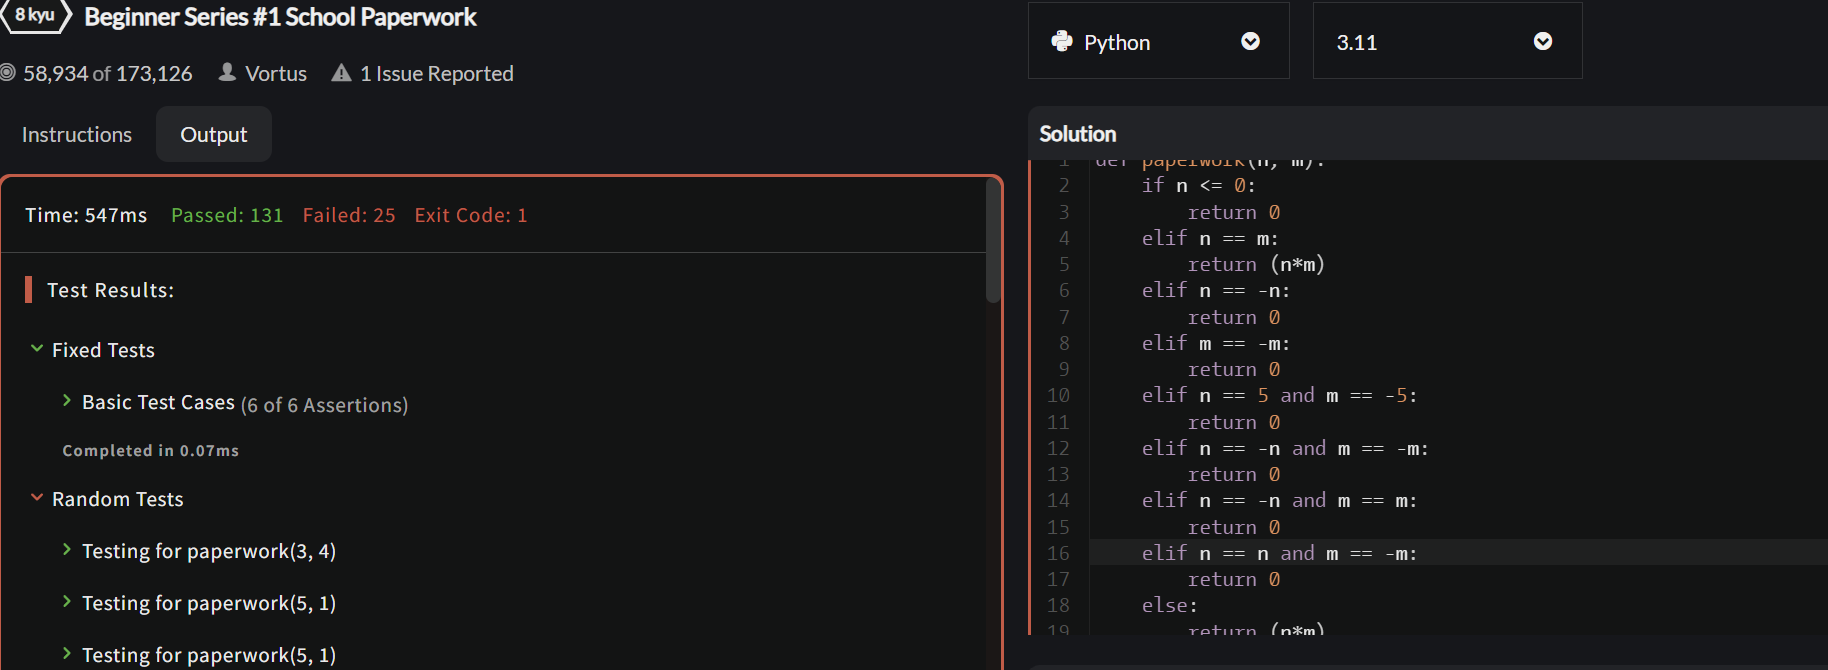 8 kyu Beginner Series #1 School Paperwork
58,934 of 173,126 Vortus 1 Issue Reported
Instructions Output
Time: 547ms Passed: 131 Failed: 25 Exit Code: 1
Test Results:
Fixed Tests
Basic Test Cases (6 of 6 Assertions)
Completed in 0.07ms
Random Tests
Testing for paperwork(3, 4)
Testing for paperwork(5, 1)
Testing for paperwork(5, 1)
Python 3.11
Solution
1 def paperwork(n, m):
2 if n <= 0:
3 return 0
4 elif n == m:
5 return (n*m)
6 elif n == -n:
7 return 0
8 elif m == -m:
9 return 0
10 elif n == 5 and m == -5:
11 return 0
12 elif n == -n and m == -m:
13 return 0
14 elif n == -n and m == m:
15 return 0
16 elif n == n and m == -m:
17 return 0
18 else:
19 return (n*m)